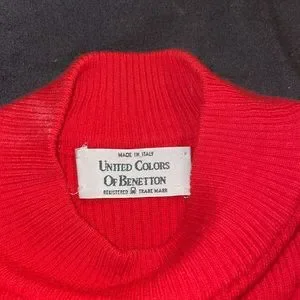 MADE IN ITALY
UNITED COLORS
OF BENETTON
REGISTERED TRADE MARK